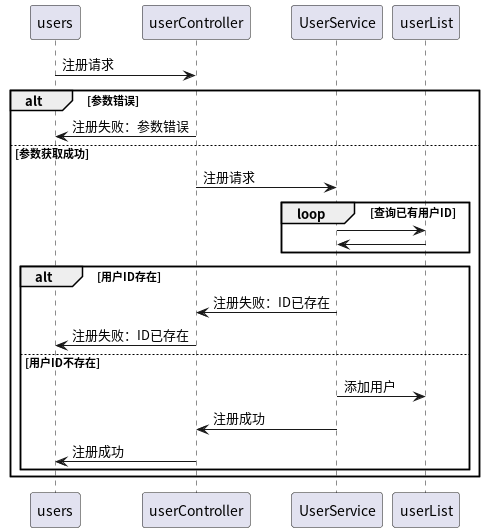 users userController UserService userList
注册请求
alt [参数错误]
注册失败：参数错误
[参数获取成功]
注册请求
loop [查询已有用户ID]
alt [用户ID存在]
注册失败：ID已存在
注册失败：ID已存在
[用户ID不存在]
添加用户
注册成功
注册成功
users userController UserService userList